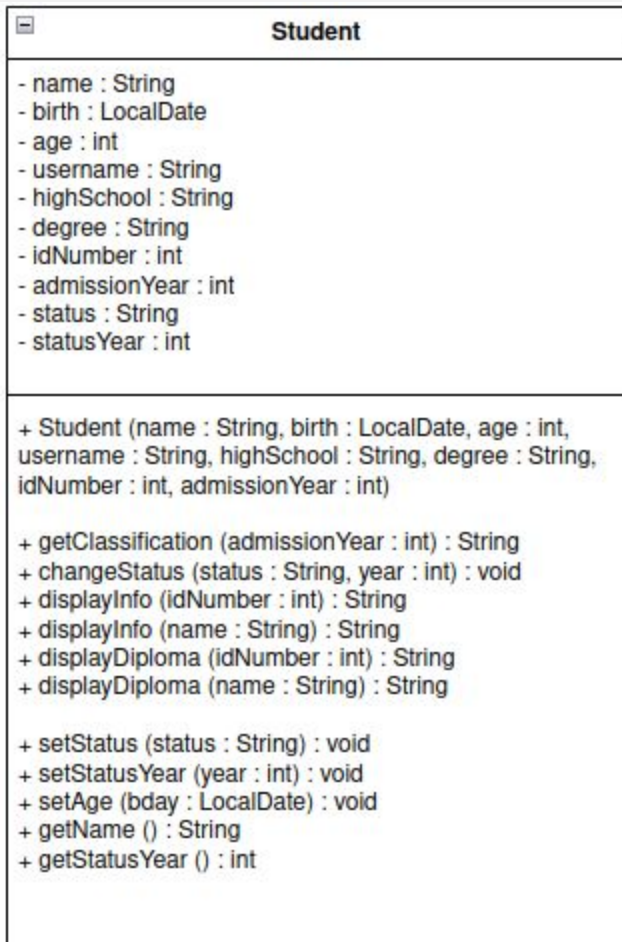 Student
- name : String
- birth : LocalDate
- age : int
- username : String
- highSchool : String
- degree : String
- idNumber : int
- admissionYear : int
- status : String
- statusYear : int
+ Student (name : String, birth : LocalDate, age : int,
username : String, highSchool : String, degree : String,
idNumber : int, admissionYear : int)
+ getClassification (admissionYear : int) : String
+ changeStatus (status : String, year : int) : void
+ displayInfo (idNumber : int) : String
+ displayInfo (name : String) : String
+ displayDiploma (idNumber : int) : String
+ displayDiploma (name : String) : String
+ setStatus (status : String) : void
+ setStatusYear (year : int) : void
+ setAge (bday : LocalDate) : void
+ getName () : String
+ getStatusYear () : int